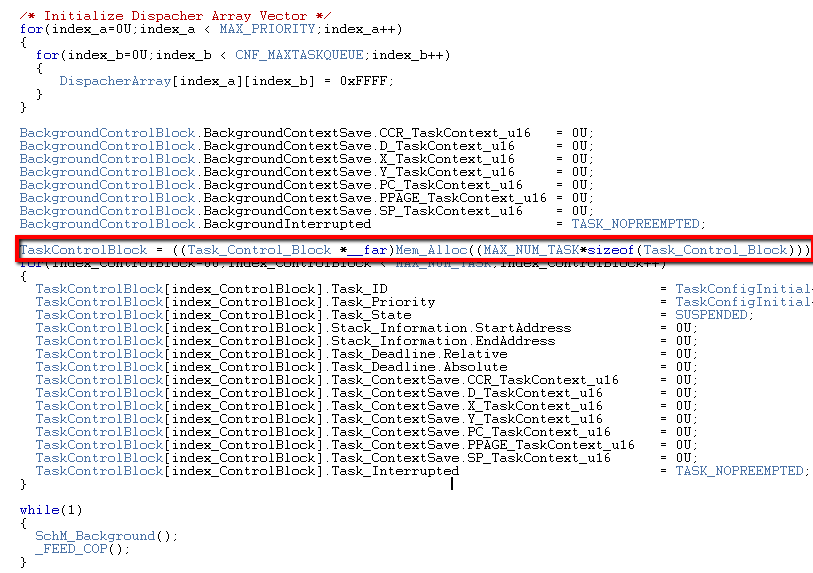 /* Initialize Dispacher Array Vector */
for(index_a=0U;index_a < MAX_PRIORITY;index_a++)
{
for(index_b=0U;index_b < CNF_MAXTASKQUEUE;index_b++)
{
DispacherArray[index_a][index_b] = 0xFFFF;
}
}
BackgroundControlBlock.BackgroundContextSave.CCR_TaskContext_u16 = 0U;
BackgroundControlBlock.BackgroundContextSave.D_TaskContext_u16 = 0U;
BackgroundControlBlock.BackgroundContextSave.X_TaskContext_u16 = 0U;
BackgroundControlBlock.BackgroundContextSave.Y_TaskContext_u16 = 0U;
BackgroundControlBlock.BackgroundContextSave.PC_TaskContext_u16 = 0U;
BackgroundControlBlock.BackgroundContextSave.PPAGE_TaskContext_u16 = 0U;
BackgroundControlBlock.BackgroundContextSave.SP_TaskContext_u16 = 0U;
BackgroundControlBlock.BackgroundInterrupted = TASK_NOPREEMPTED;
TaskControlBlock = ((Task_Control_Block *__far)Mem_Alloc((MAX_NUM_TASK*sizeof(Task_Control_Block)))
for(index_ControlBlock=0U;index_ControlBlock < MAX_NUM_TASK;index_ControlBlock++)
{
TaskControlBlock[index_ControlBlock].Task_ID = TaskConfigInitial
TaskControlBlock[index_ControlBlock].Task_Priority = TaskConfigInitial
TaskControlBlock[index_ControlBlock].Task_State = SUSPENDED;
TaskControlBlock[index_ControlBlock].Stack_Information.StartAddress = 0U;
TaskControlBlock[index_ControlBlock].Stack_Information.EndAddress = 0U;
TaskControlBlock[index_ControlBlock].Task_Deadline.Relative = 0U;
TaskControlBlock[index_ControlBlock].Task_Deadline.Absolute = 0U;
TaskControlBlock[index_ControlBlock].Task_ContextSave.CCR_TaskContext_u16 = 0U;
TaskControlBlock[index_ControlBlock].Task_ContextSave.D_TaskContext_u16 = 0U;
TaskControlBlock[index_ControlBlock].Task_ContextSave.X_TaskContext_u16 = 0U;
TaskControlBlock[index_ControlBlock].Task_ContextSave.Y_TaskContext_u16 = 0U;
TaskControlBlock[index_ControlBlock].Task_ContextSave.PC_TaskContext_u16 = 0U;
TaskControlBlock[index_ControlBlock].Task_ContextSave.PPAGE_TaskContext_u16 = 0U;
TaskControlBlock[index_ControlBlock].Task_ContextSave.SP_TaskContext_u16 = 0U;
TaskControlBlock[index_ControlBlock].Task_Interrupted = TASK_NOPREEMPTED;
}
while(1)
{
SchM_Background();
_FEED_COP();
}